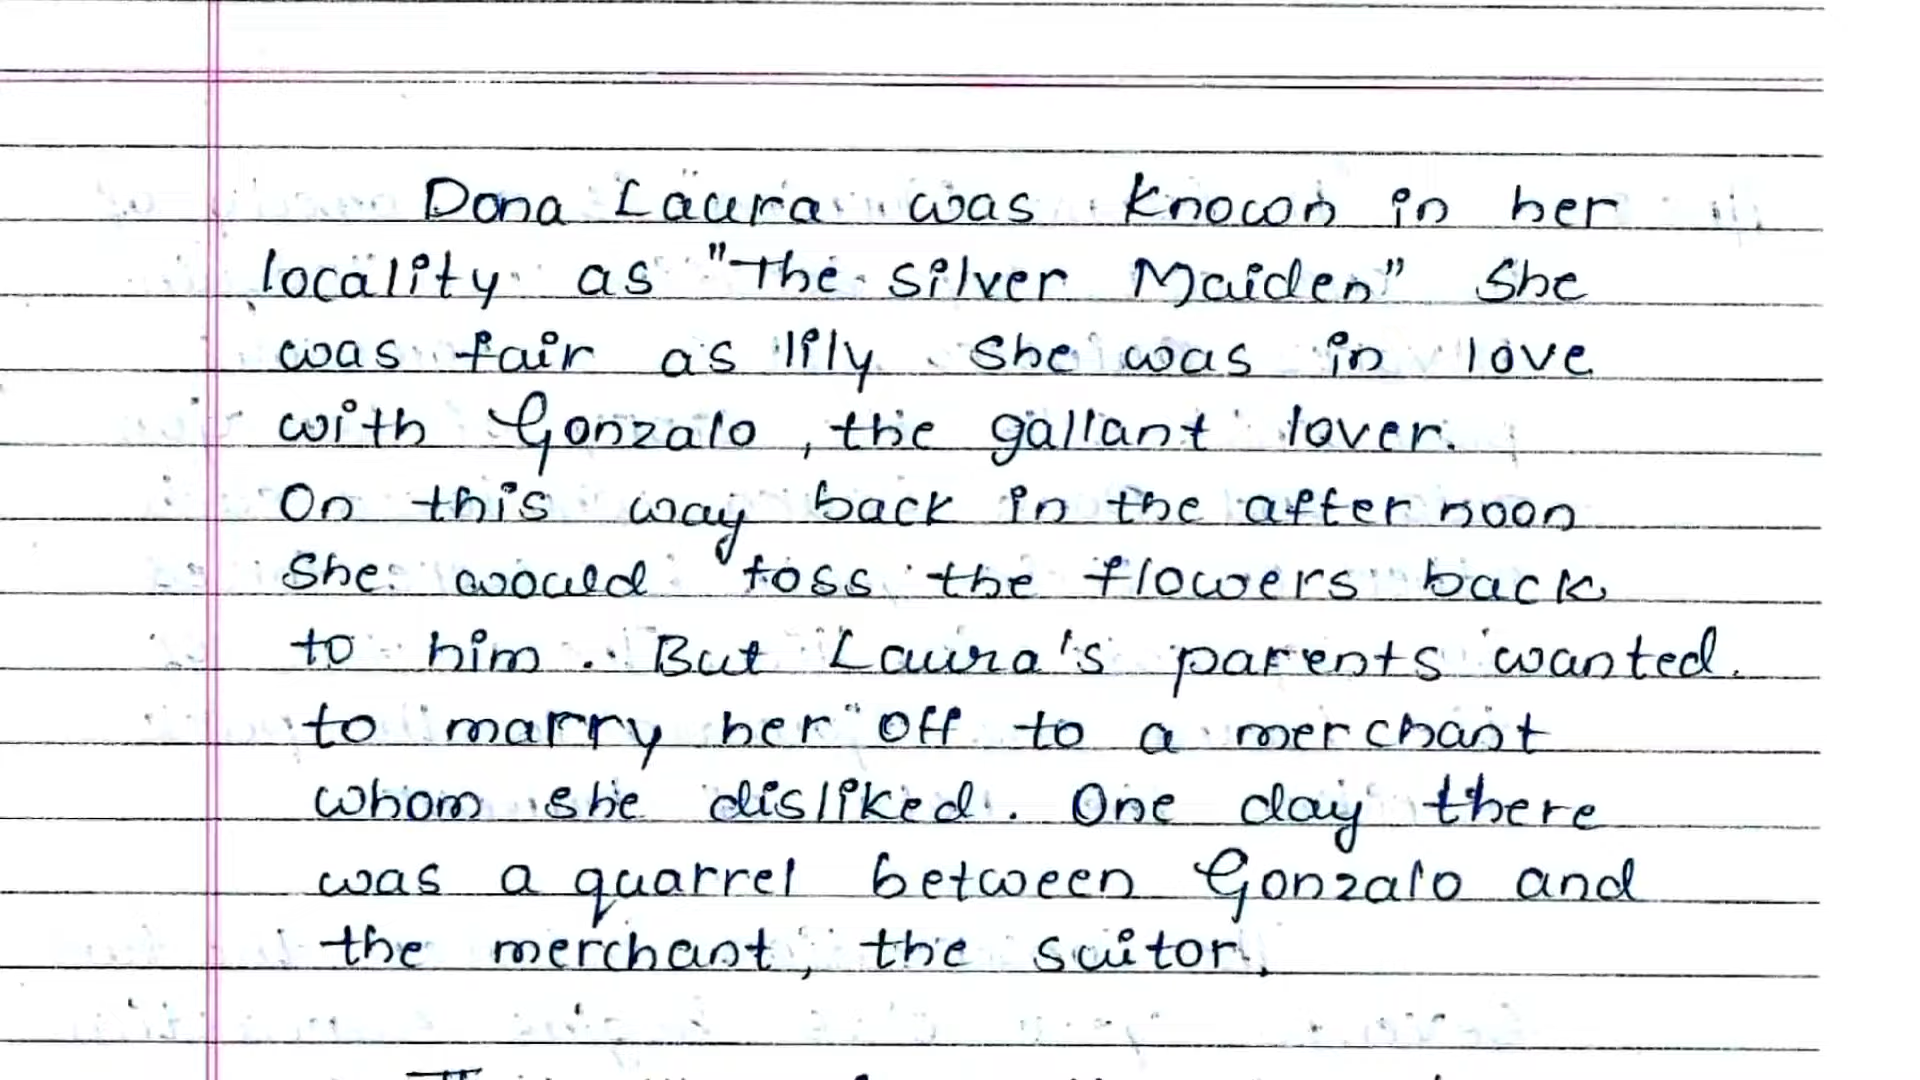 Dona Laura was known in her
locality as "The silver Maiden" She
was fair as lily. She was in love
with Gonzalo, the gallant lover.
On this way back in the after noon
She would toss the flowers back
to him. But Laura's parents wanted
to marry her off to a merchant
whom she disliked. One day there
was a quarrel between Gonzalo and
the merchant, the suitor.